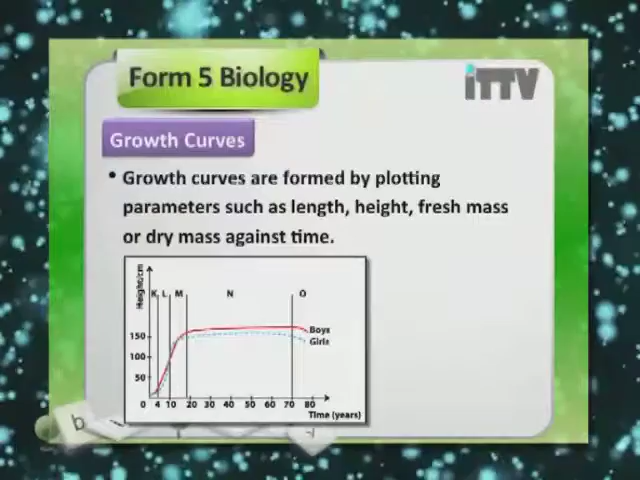 Form 5 Biology
iTTV
Growth Curves
• Growth curves are formed by plotting
parameters such as length, height, fresh mass
or dry mass against time.
Height/cm
K L M N O
150
100
50
Boys
Girls
0 4 10 20 30 40 50 60 70 80
Time (years)
b